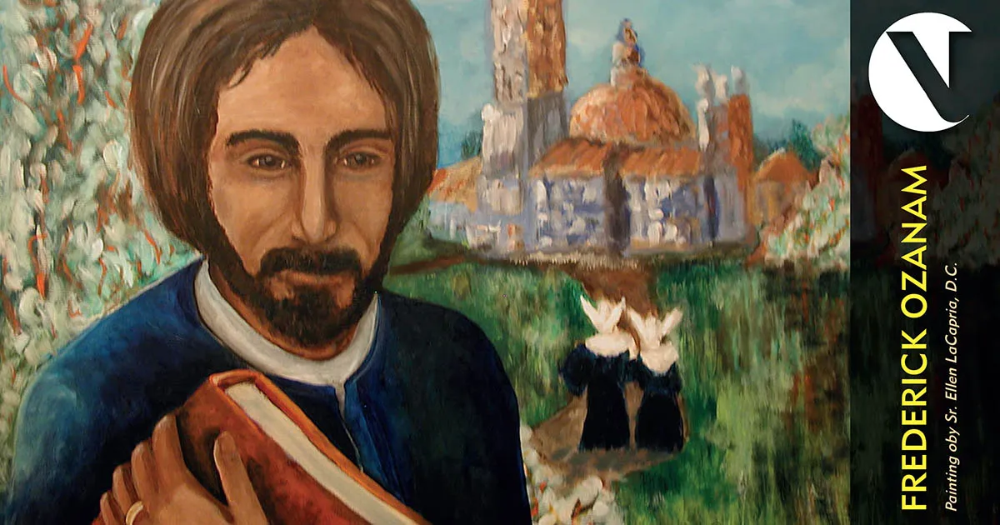 FREDERICK OZANAM
Painting oby Sr. Ellen LaCapria, D.C.